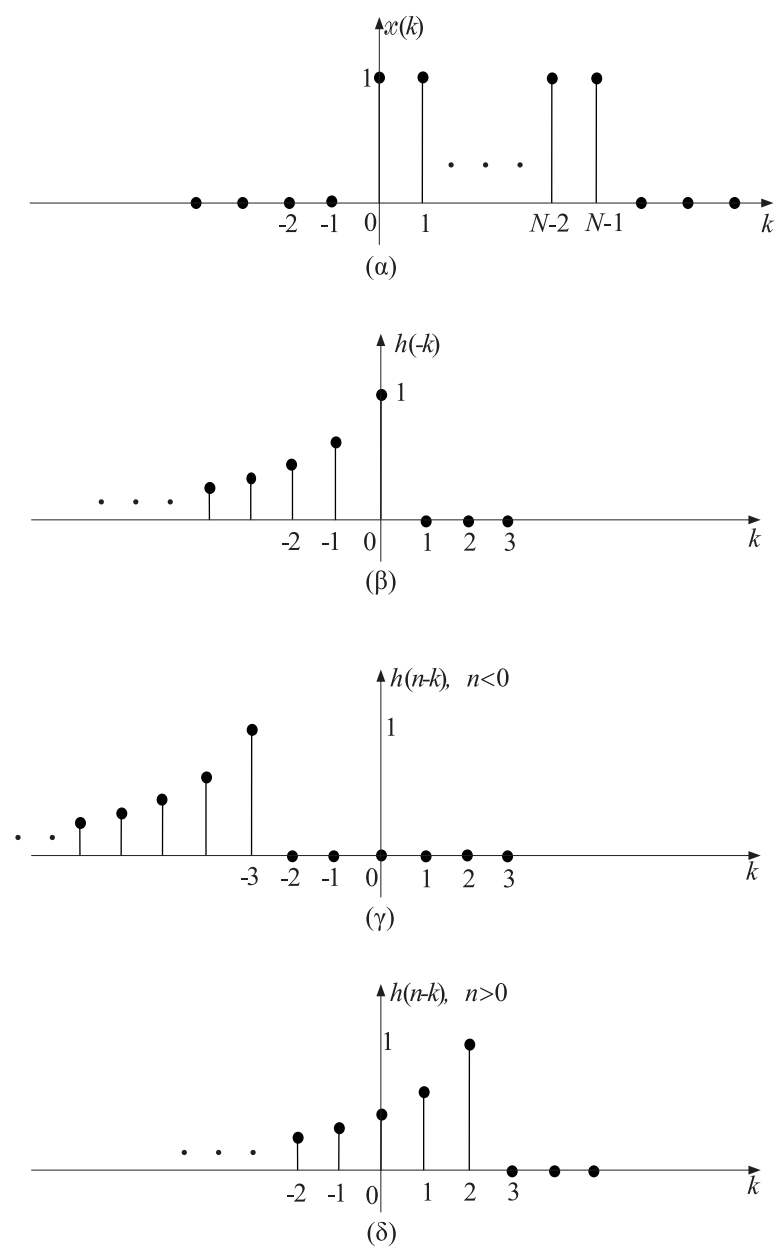 x(k)
1
-2 -1 0 1 N-2 N-1 k
(α)
h(-k)
1
-2 -1 0 1 2 3 k
(β)
h(n-k), n<0
1
-3 -2 -1 0 1 2 3 k
(γ)
h(n-k), n>0
1
-2 -1 0 1 2 3 k
(δ)